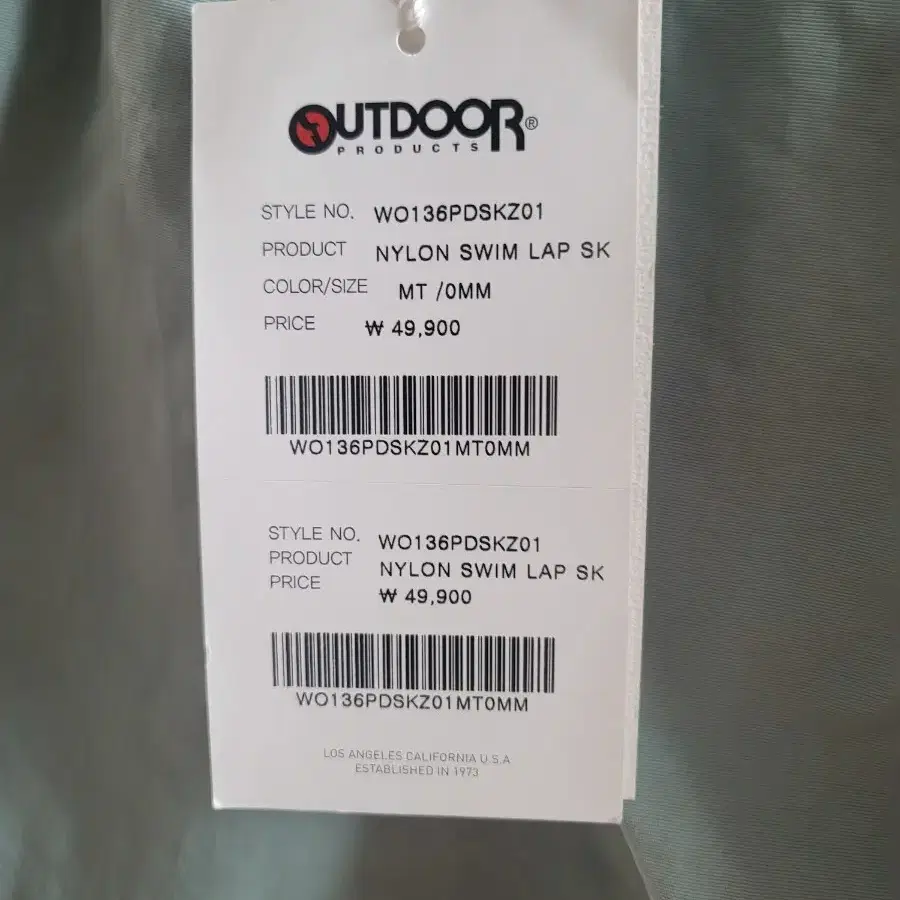 OUTDOOR®
PRODUCTS
STYLE NO. WO136PDSKZ01
PRODUCT NYLON SWIM LAP SK
COLOR/SIZE MT /0MM
PRICE ₩ 49,900
WO136PDSKZ01MT0MM
STYLE NO. WO136PDSKZ01
PRODUCT NYLON SWIM LAP SK
PRICE ₩ 49,900
WO136PDSKZ01MT0MM
LOS ANGELES CALIFORNIA U.S.A
ESTABLISHED IN 1973